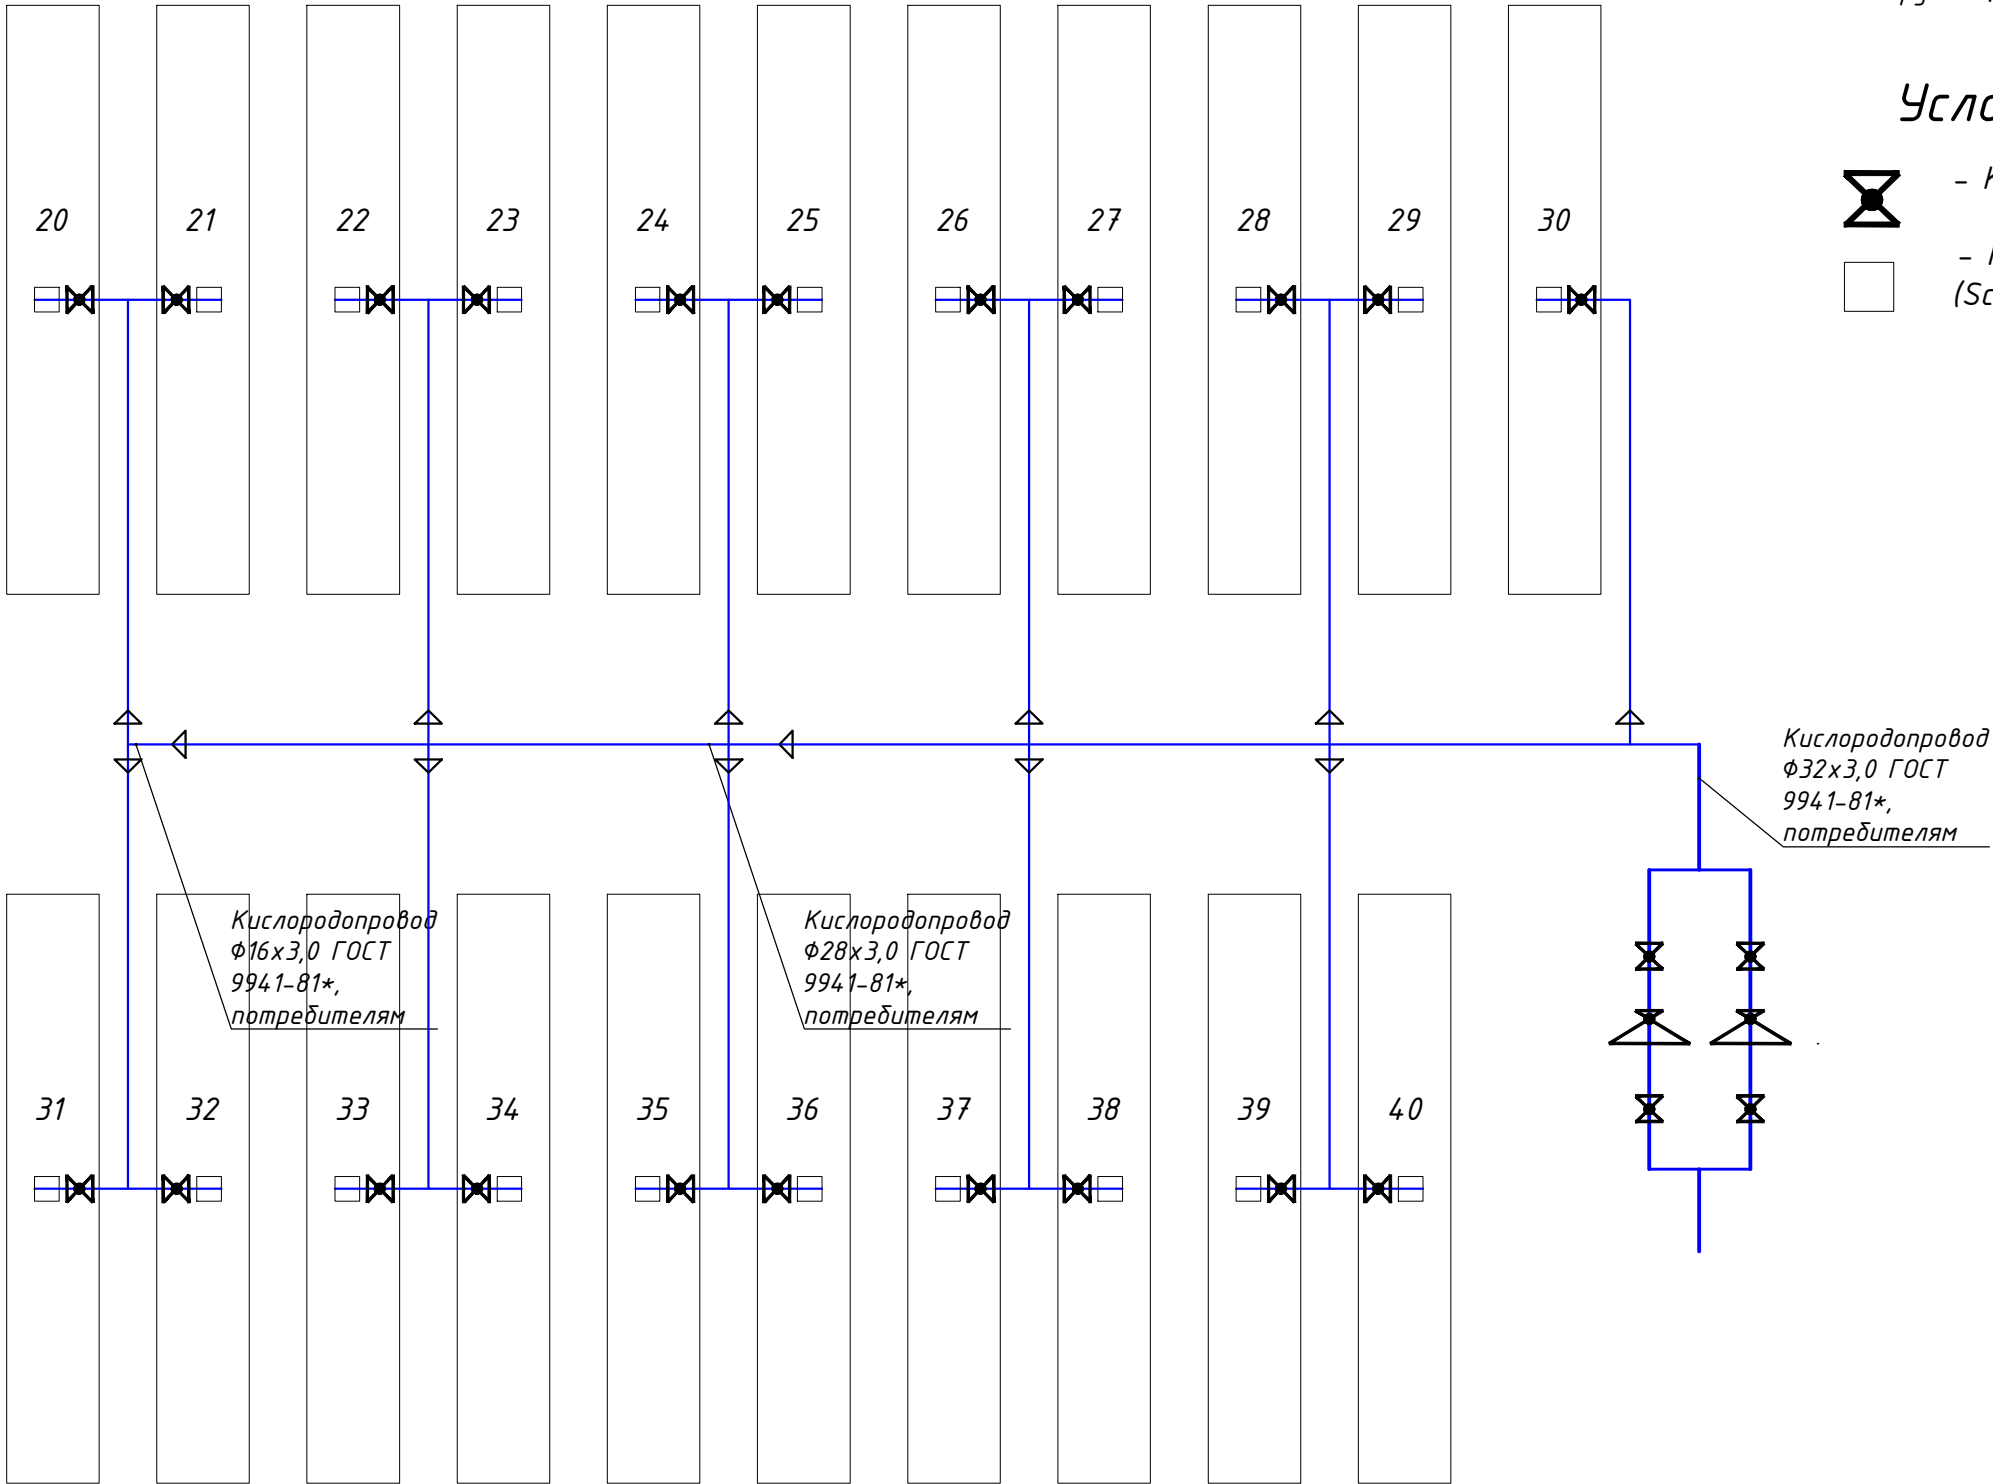 Усло
- К
(Sc
20 21 22 23 24 25 26 27 28 29 30
Кислородопровод
Ф32х3,0 ГОСТ
9941-81*,
потребителям
Кислородопровод
Ф16х3,0 ГОСТ
9941-81*,
потребителям
Кислородопровод
Ф28х3,0 ГОСТ
9941-81*,
потребителям
31 32 33 34 35 36 37 38 39 40